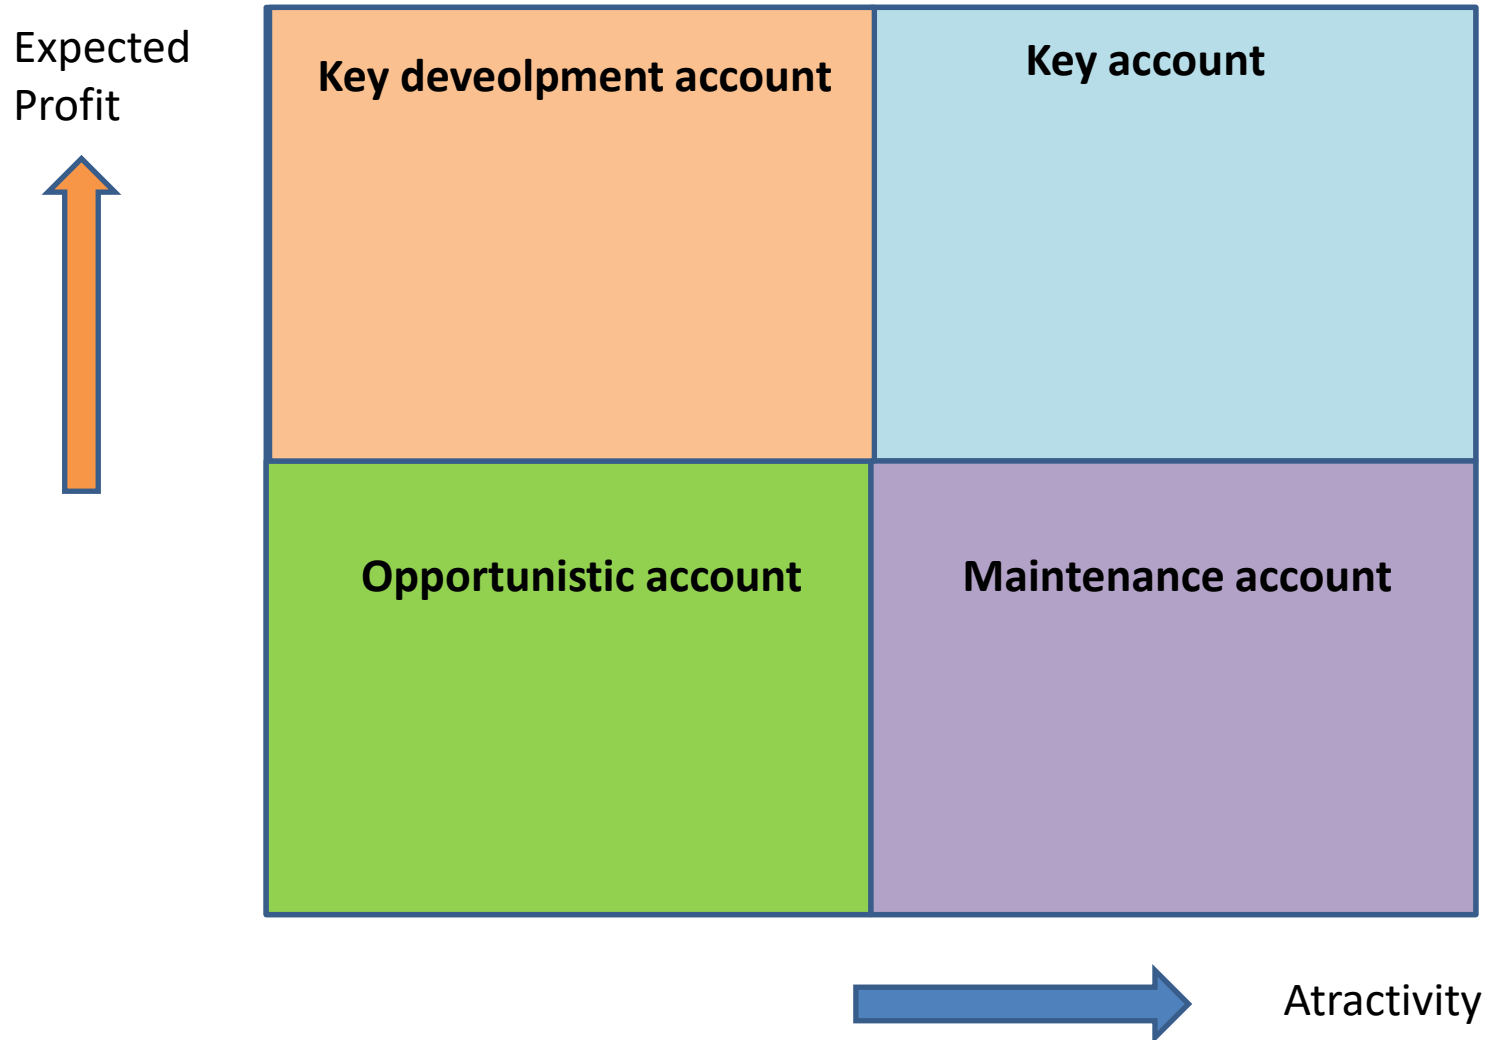 Expected
Profit
Key deveolpment account
Key account
Opportunistic account
Maintenance account
Atractivity